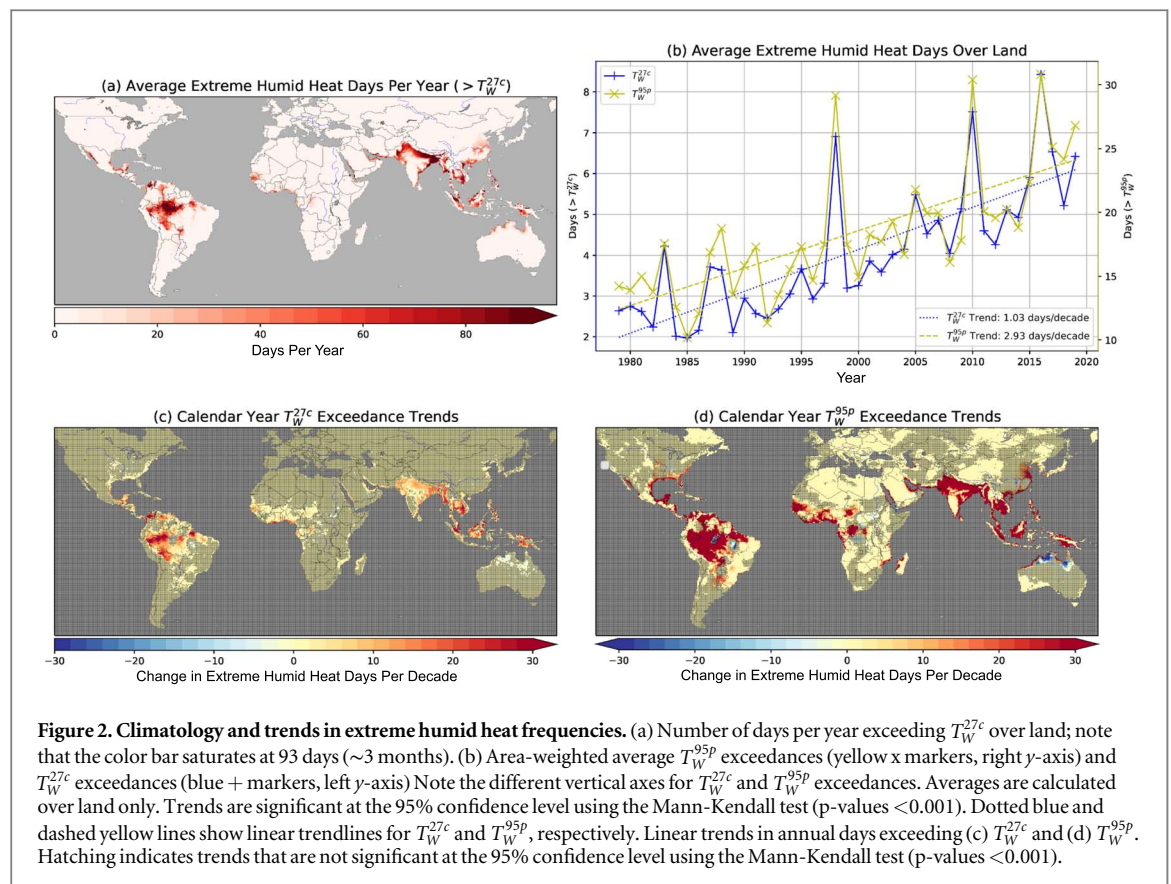 (a) Average Extreme Humid Heat Days Per Year (> T_W^27c)
0 20 40 60 80
Days Per Year
(b) Average Extreme Humid Heat Days Over Land
T_W^27c
T_W^95p
8
7
6
5
4
3
2
Days (> T_W^27c)
30
25
20
15
10
Days (> T_W^95p)
T_W^27c Trend: 1.03 days/decade
T_W^95p Trend: 2.93 days/decade
1980 1985 1990 1995 2000 2005 2010 2015 2020
Year
(c) Calendar Year T_W^27c Exceedance Trends
−30 −20 −10 0 10 20 30
Change in Extreme Humid Heat Days Per Decade
(d) Calendar Year T_W^95p Exceedance Trends
−30 −20 −10 0 10 20 30
Change in Extreme Humid Heat Days Per Decade
Figure 2. Climatology and trends in extreme humid heat frequencies. (a) Number of days per year exceeding T_W^27c over land; note
that the color bar saturates at 93 days (~3 months). (b) Area-weighted average T_W^95p exceedances (yellow x markers, right y-axis) and
T_W^27c exceedances (blue + markers, left y-axis) Note the different vertical axes for T_W^27c and T_W^95p exceedances. Averages are calculated
over land only. Trends are significant at the 95% confidence level using the Mann-Kendall test (p-values <0.001). Dotted blue and
dashed yellow lines show linear trendlines for T_W^27c and T_W^95p, respectively. Linear trends in annual days exceeding (c) T_W^27c and (d) T_W^95p.
Hatching indicates trends that are not significant at the 95% confidence level using the Mann-Kendall test (p-values <0.001).